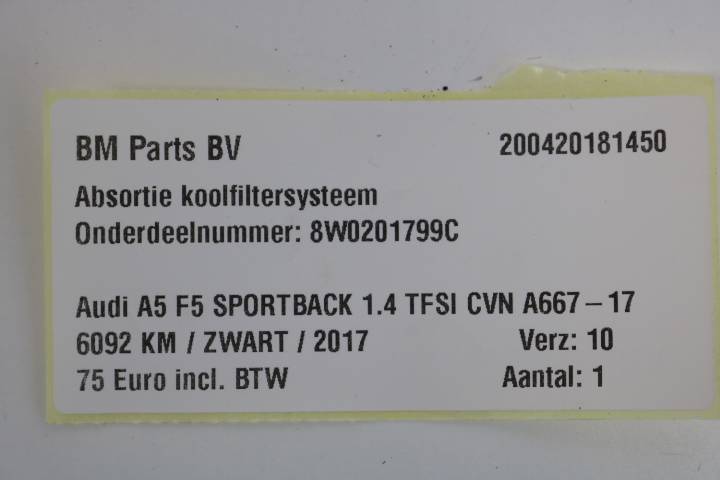 BM Parts BV 200420181450
Absortie koolfiltersysteem
Onderdeelnummer: 8W0201799C
Audi A5 F5 SPORTBACK 1.4 TFSI CVN A667-17
6092 KM / ZWART / 2017 Verz: 10
75 Euro incl. BTW Aantal: 1